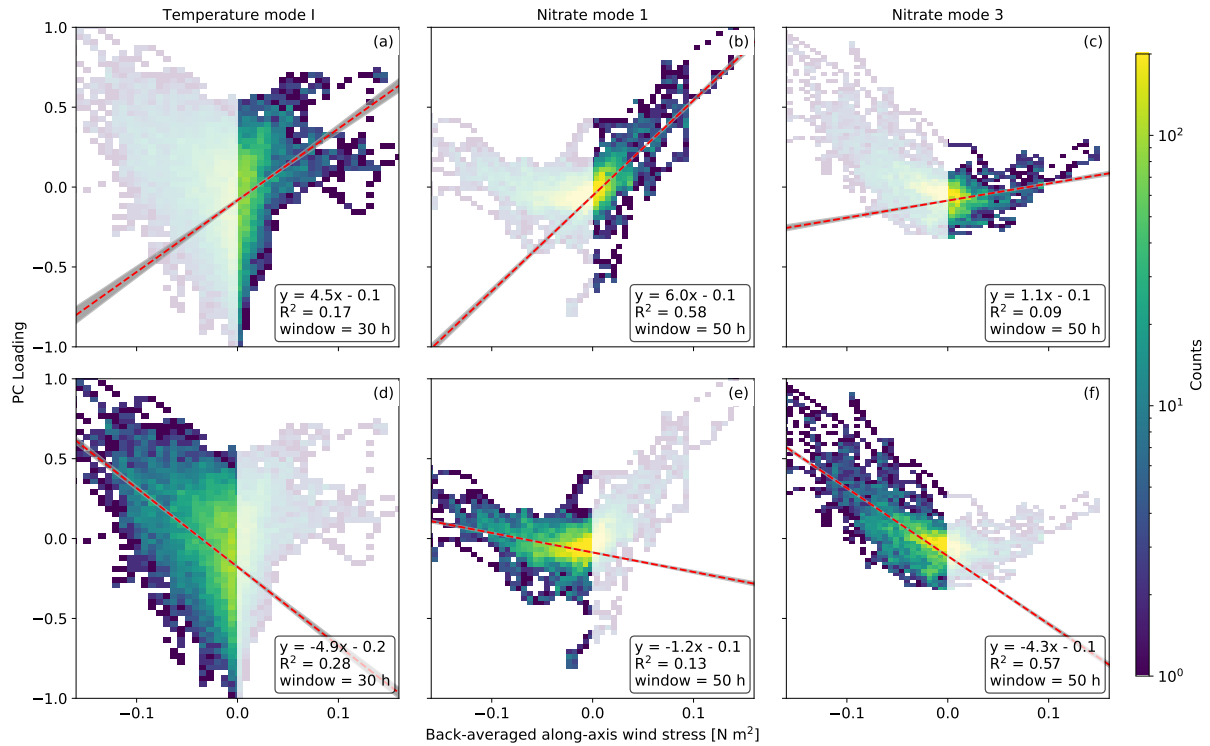 Temperature mode I
Nitrate mode 1
Nitrate mode 3
1.0
0.5
0.0
−0.5
−1.0
(a)
y = 4.5x - 0.1
R² = 0.17
window = 30 h
(b)
y = 6.0x - 0.1
R² = 0.58
window = 50 h
(c)
y = 1.1x - 0.1
R² = 0.09
window = 50 h
PC Loading
1.0
0.5
0.0
−0.5
−1.0
(d)
y = -4.9x - 0.2
R² = 0.28
window = 30 h
(e)
y = -1.2x - 0.1
R² = 0.13
window = 50 h
(f)
y = -4.3x - 0.1
R² = 0.57
window = 50 h
−0.1 0.0 0.1
−0.1 0.0 0.1
−0.1 0.0 0.1
Back-averaged along-axis wind stress [N m²]
10²
10¹
10⁰
Counts